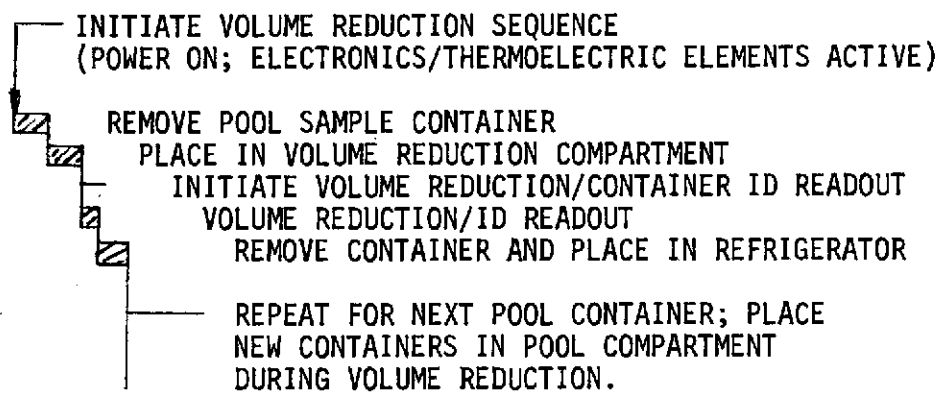 INITIATE VOLUME REDUCTION SEQUENCE
(POWER ON; ELECTRONICS/THERMOELECTRIC ELEMENTS ACTIVE)
REMOVE POOL SAMPLE CONTAINER
PLACE IN VOLUME REDUCTION COMPARTMENT
INITIATE VOLUME REDUCTION/CONTAINER ID READOUT
VOLUME REDUCTION/ID READOUT
REMOVE CONTAINER AND PLACE IN REFRIGERATOR
REPEAT FOR NEXT POOL CONTAINER; PLACE
NEW CONTAINERS IN POOL COMPARTMENT
DURING VOLUME REDUCTION.